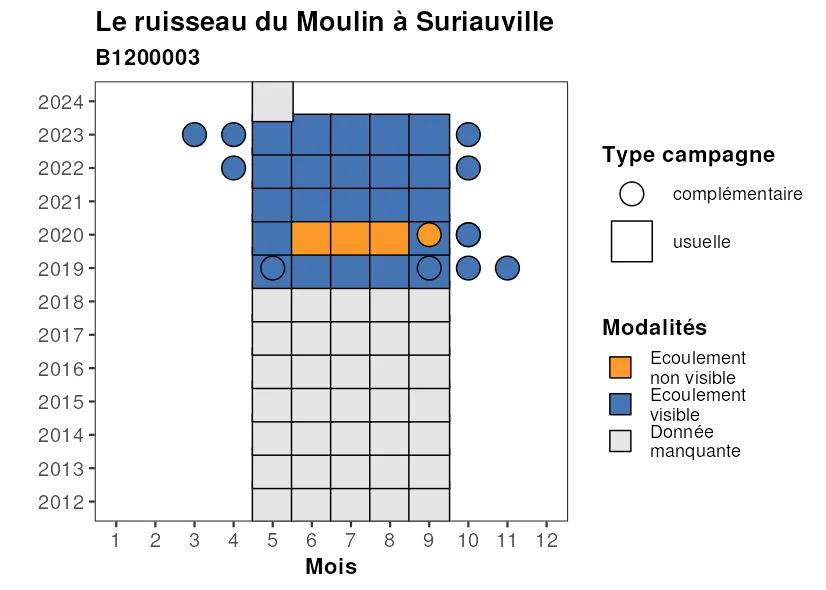 Le ruisseau du Moulin à Suriauville
B1200003
2024
2023
2022
2021
2020
2019
2018
2017
2016
2015
2014
2013
2012
1 2 3 4 5 6 7 8 9 10 11 12
Mois
Type campagne
complémentaire
usuelle
Modalités
Ecoulement
non visible
Ecoulement
visible
Donnée
manquante